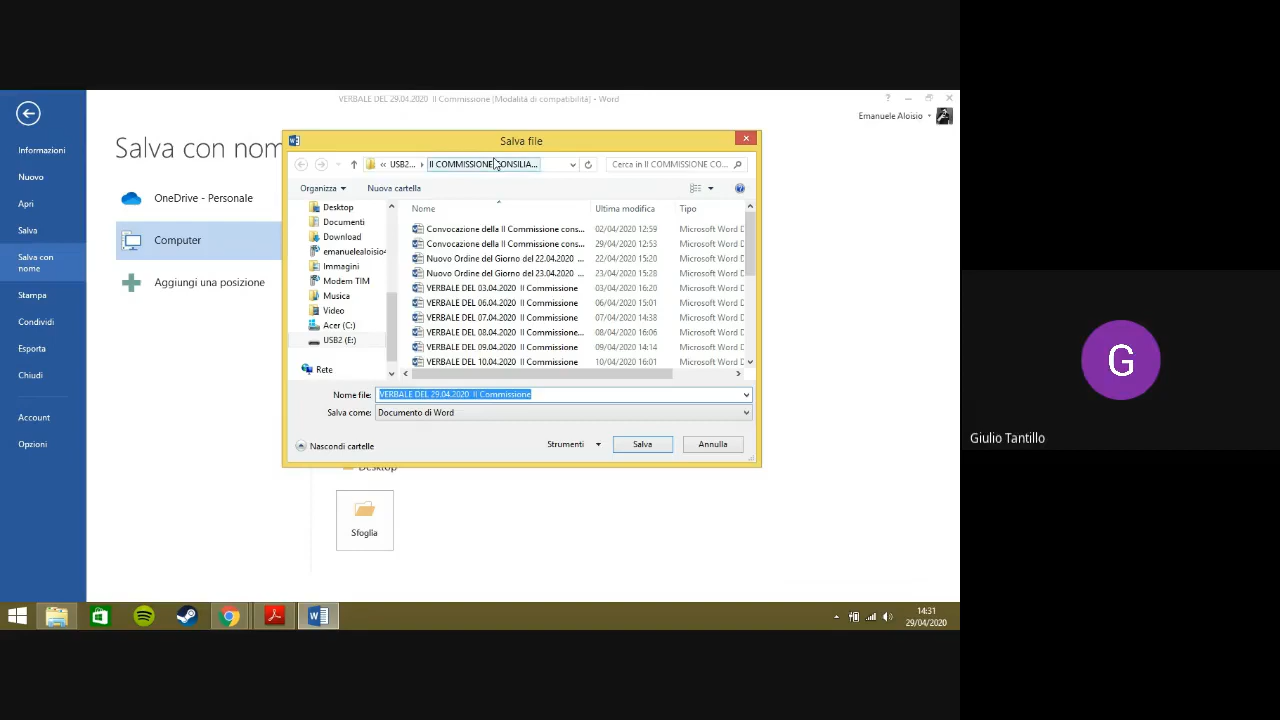 VERBALE DEL 29.04.2020 II Commissione [Modalità di compatibilità] - Word
?
Emanuele Aloisio
Informazioni
Nuovo
Apri
Salva
Salva con nome
Stampa
Condividi
Esporta
Chiudi
Account
Opzioni
Salva con nom
OneDrive - Personale
Computer
Aggiungi una posizione
Desktop
Sfoglia
Salva file
« USB2... II COMMISSIONE CONSILIA...
Cerca in II COMMISSIONE CO...
Organizza
Nuova cartella
Desktop
Documenti
Download
emanuelealoisio4
Immagini
Modem TIM
Musica
Video
Acer (C:)
USB2 (E:)
Rete
Nome Ultima modifica Tipo
Convocazione della II Commissione cons... 02/04/2020 12:59 Microsoft Word D
Convocazione della II Commissione cons... 29/04/2020 12:53 Microsoft Word D
Nuovo Ordine del Giorno del 22.04.2020 ... 22/04/2020 15:20 Microsoft Word D
Nuovo Ordine del Giorno del 23.04.2020 ... 23/04/2020 15:28 Microsoft Word D
VERBALE DEL 03.04.2020 II Commissione 03/04/2020 16:20 Microsoft Word D
VERBALE DEL 06.04.2020 II Commissione 06/04/2020 15:01 Microsoft Word D
VERBALE DEL 07.04.2020 II Commissione 07/04/2020 14:38 Microsoft Word D
VERBALE DEL 08.04.2020 II Commissione... 08/04/2020 16:06 Microsoft Word D
VERBALE DEL 09.04.2020 II Commissione 09/04/2020 14:14 Microsoft Word D
VERBALE DEL 10.04.2020 II Commissione 10/04/2020 16:01 Microsoft Word D
Nome file: VERBALE DEL 29.04.2020 II Commissione
Salva come: Documento di Word
Nascondi cartelle
Strumenti
Salva
Annulla
14:31
29/04/2020
G
Giulio Tantillo